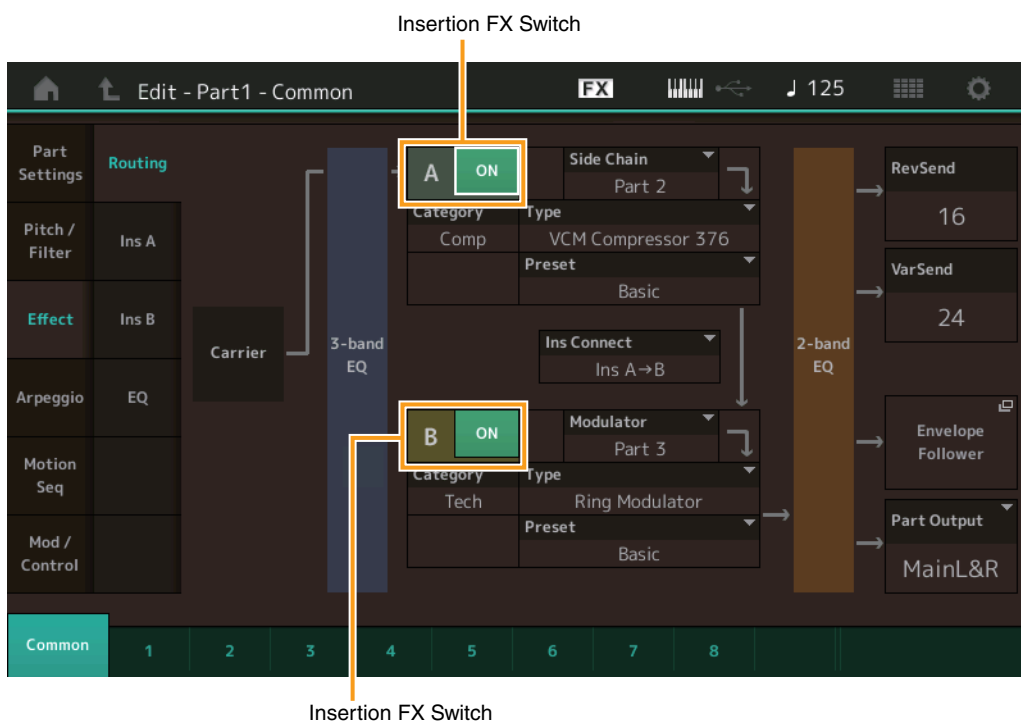 Insertion FX Switch
Edit - Part1 - Common
FX
♩ 125
Part
Settings
Pitch /
Filter
Effect
Arpeggio
Motion
Seq
Mod /
Control
Routing
Ins A
Ins B
EQ
Carrier
3-band
EQ
A
ON
Side Chain
Part 2
Category
Comp
Type
VCM Compressor 376
Preset
Basic
Ins Connect
Ins A→B
B
ON
Modulator
Part 3
Category
Tech
Type
Ring Modulator
Preset
Basic
2-band
EQ
RevSend
16
VarSend
24
Envelope
Follower
Part Output
MainL&R
Common
1
2
3
4
5
6
7
8
Insertion FX Switch